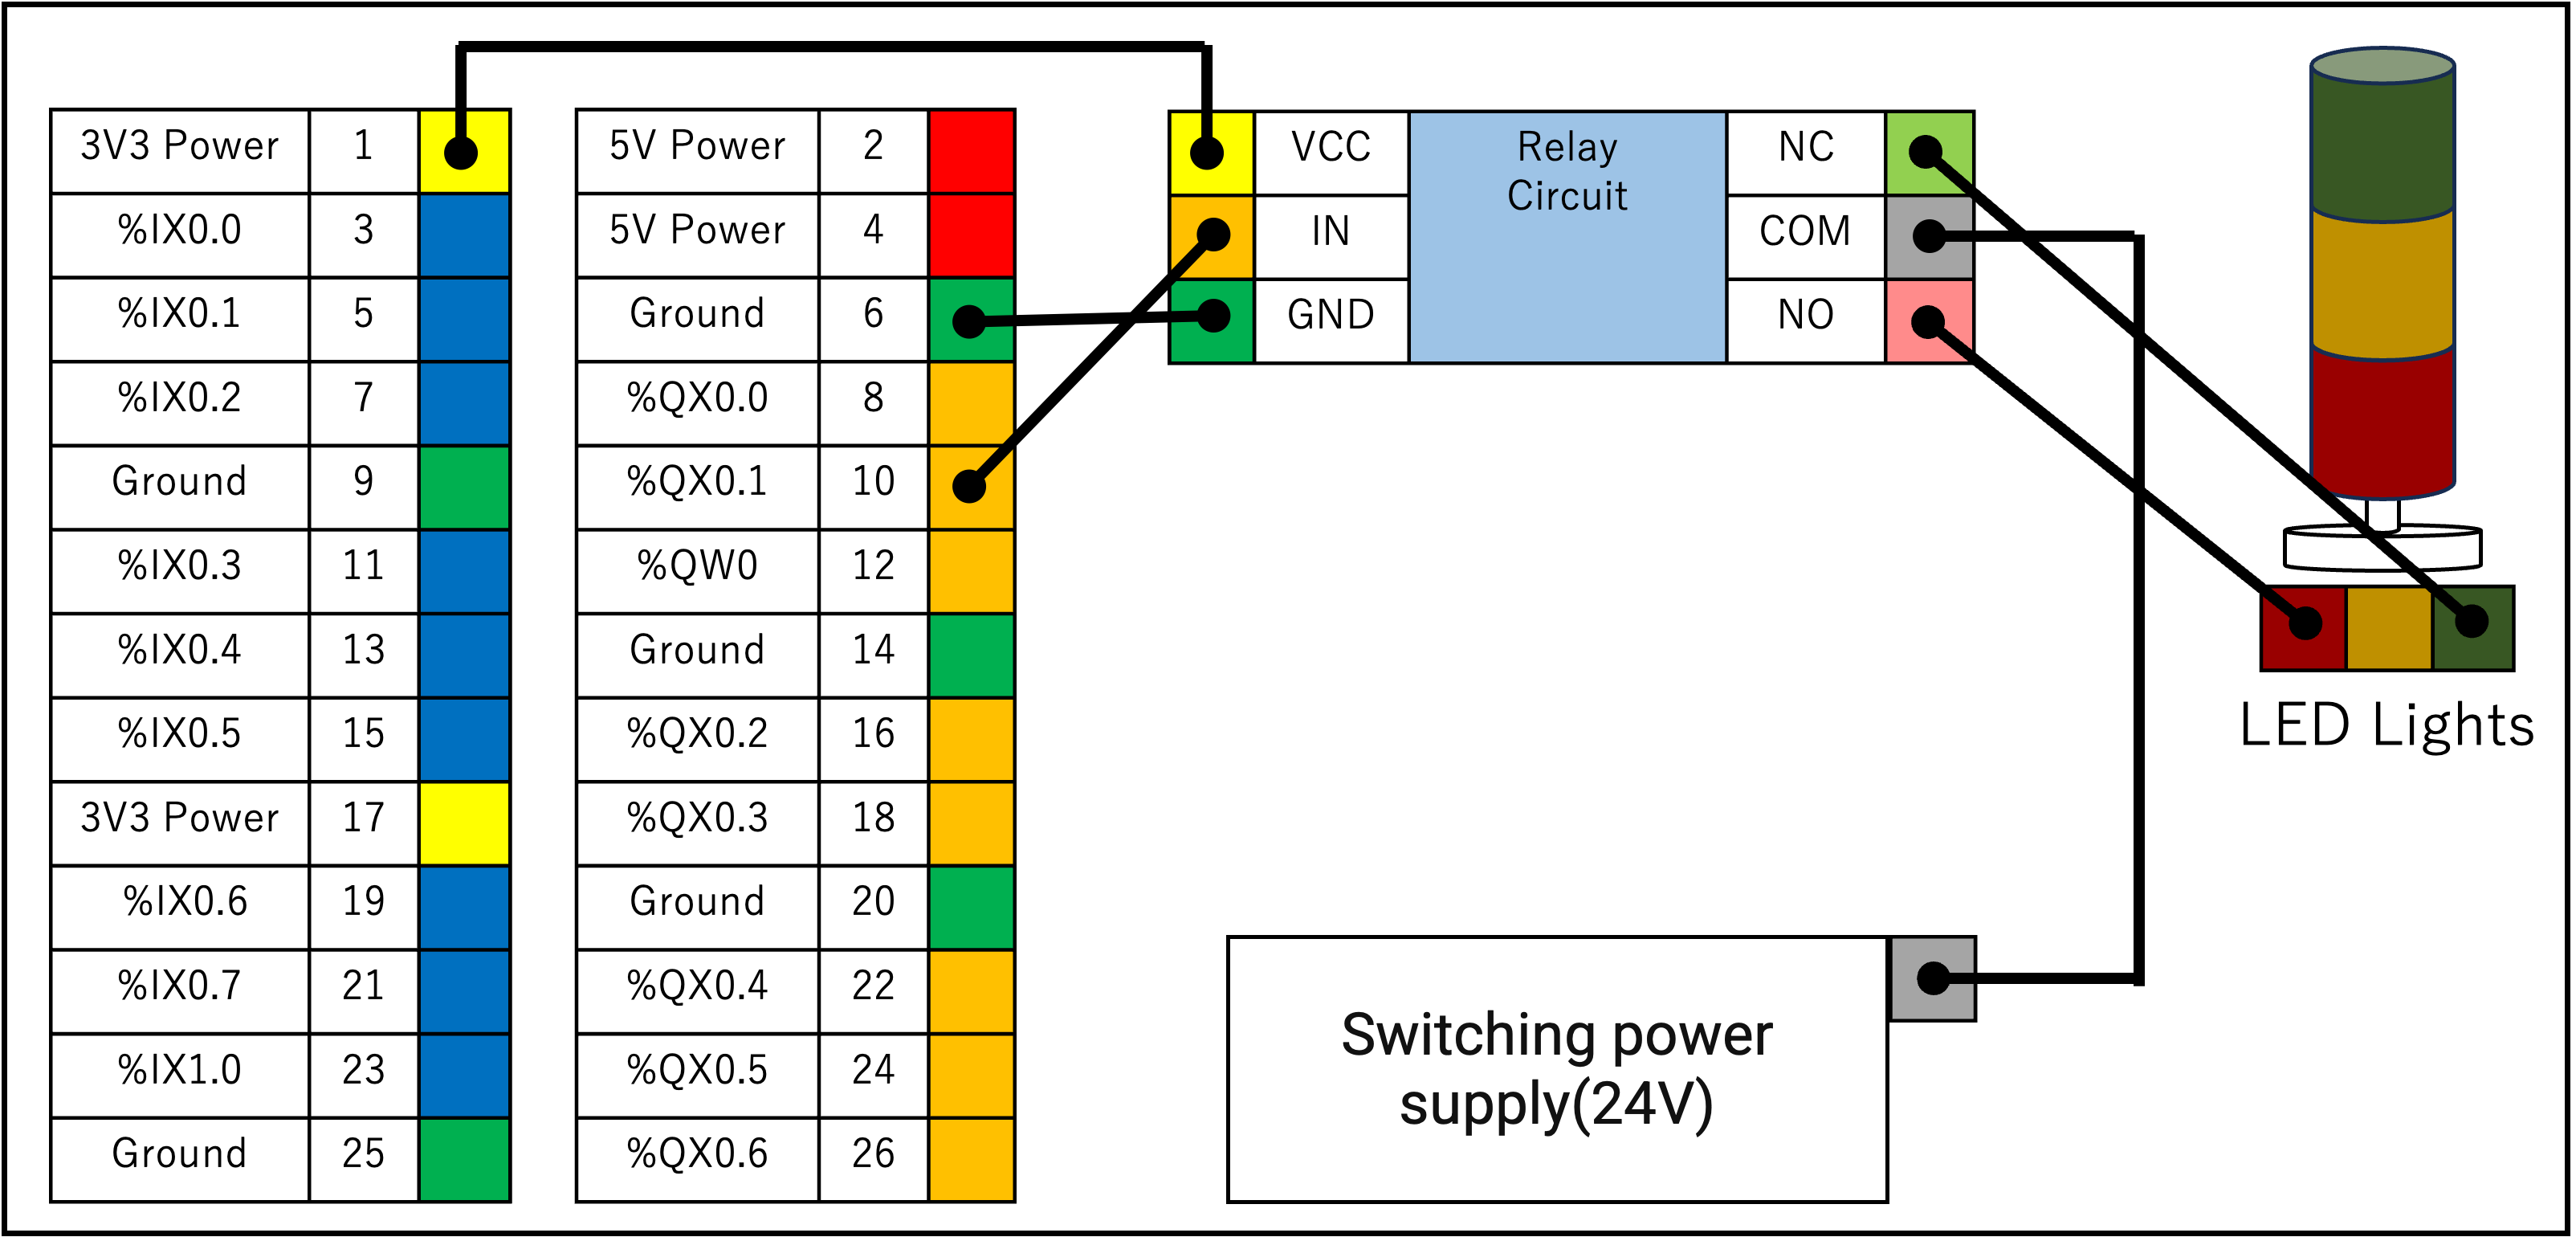 3V3 Power 1
%IX0.0 3
%IX0.1 5
%IX0.2 7
Ground 9
%IX0.3 11
%IX0.4 13
%IX0.5 15
3V3 Power 17
%IX0.6 19
%IX0.7 21
%IX1.0 23
Ground 25
5V Power 2
5V Power 4
Ground 6
%QX0.0 8
%QX0.1 10
%QW0 12
Ground 14
%QX0.2 16
%QX0.3 18
Ground 20
%QX0.4 22
%QX0.5 24
%QX0.6 26
VCC
IN
GND
Relay
Circuit
NC
COM
NO
LED Lights
Switching power
supply(24V)